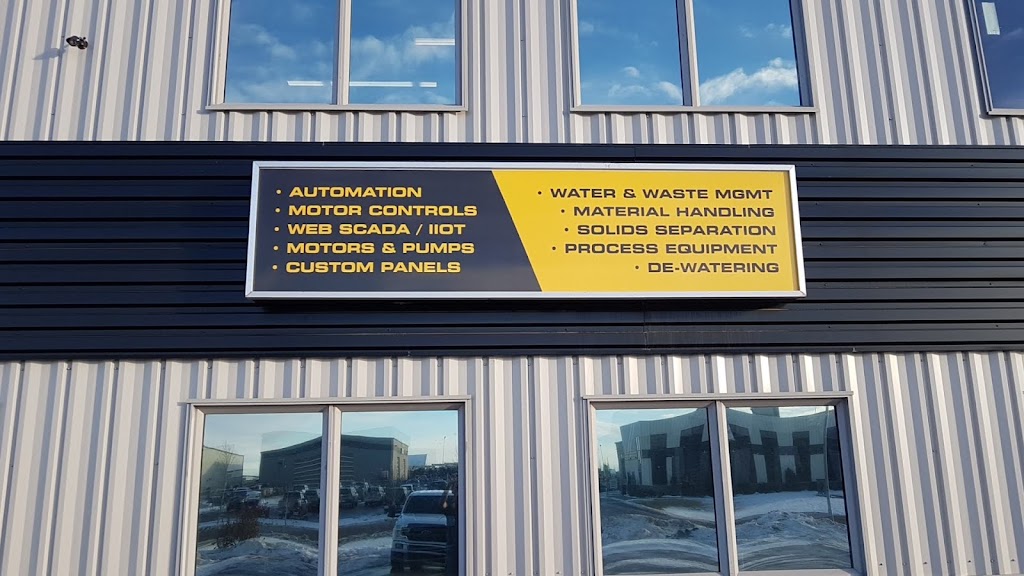 • AUTOMATION
• MOTOR CONTROLS
• WEB SCADA / IIOT
• MOTORS & PUMPS
• CUSTOM PANELS
• WATER & WASTE MGMT
• MATERIAL HANDLING
• SOLIDS SEPARATION
• PROCESS EQUIPMENT
• DE-WATERING